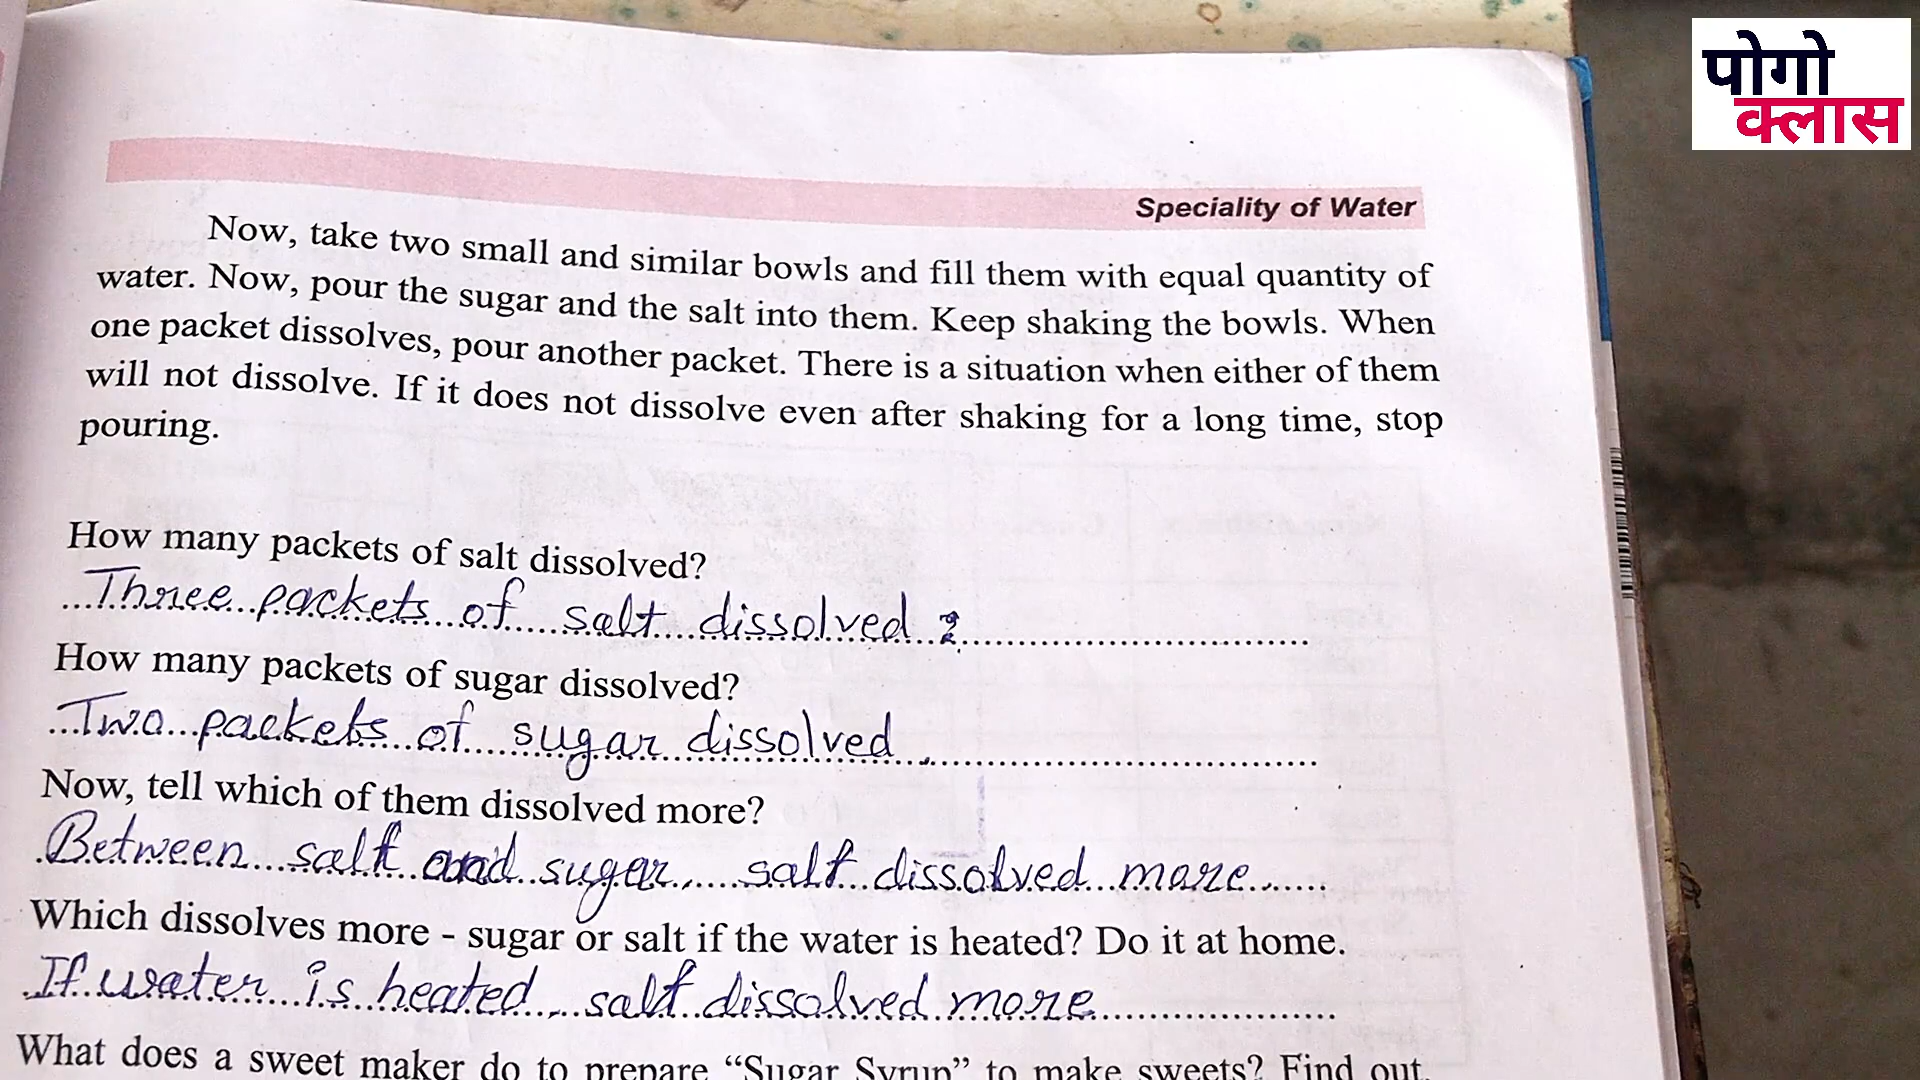 पोगो
क्लास
Speciality of Water
Now, take two small and similar bowls and fill them with equal quantity of
water. Now, pour the sugar and the salt into them. Keep shaking the bowls. When
one packet dissolves, pour another packet. There is a situation when either of them
will not dissolve. If it does not dissolve even after shaking for a long time, stop
pouring.
How many packets of salt dissolved?
Three packets of salt dissolved ?
How many packets of sugar dissolved?
Two packets of sugar dissolved
Now, tell which of them dissolved more?
Between salt and sugar, salt dissolved more.
Which dissolves more - sugar or salt if the water is heated? Do it at home.
If water is heated, salt dissolved more
What does a sweet maker do to prepare “Sugar Syrup” to make sweets? Find out.